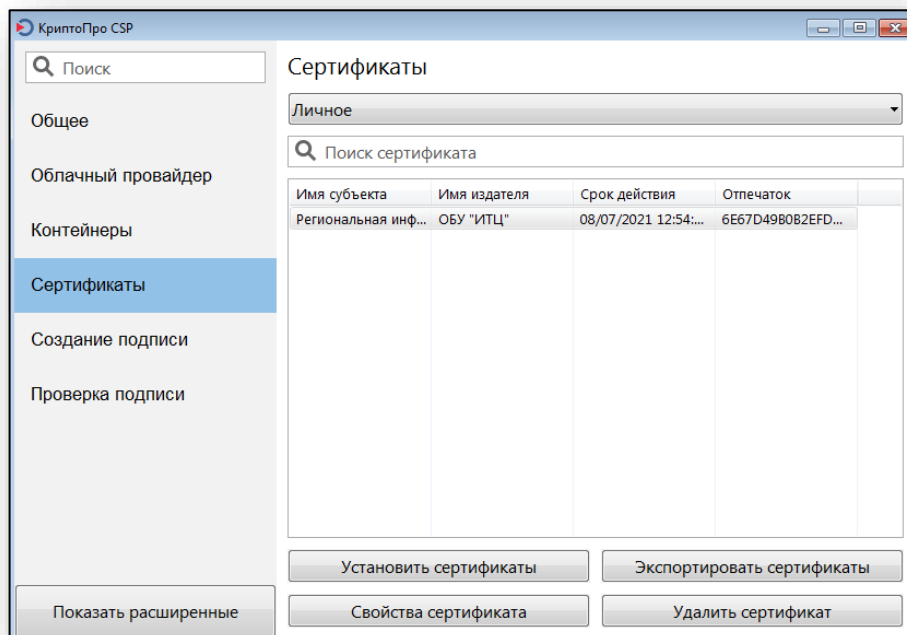 КриптоПро CSP
Поиск
Общее
Облачный провайдер
Контейнеры
Сертификаты
Создание подписи
Проверка подписи
Показать расширенные
Сертификаты
Личное
Поиск сертификата
Имя субъекта Имя издателя Срок действия Отпечаток
Региональная инф... ОБУ "ИТЦ" 08/07/2021 12:54:... 6E67D49B0B2EFD...
Установить сертификаты Экспортировать сертификаты
Свойства сертификата Удалить сертификат